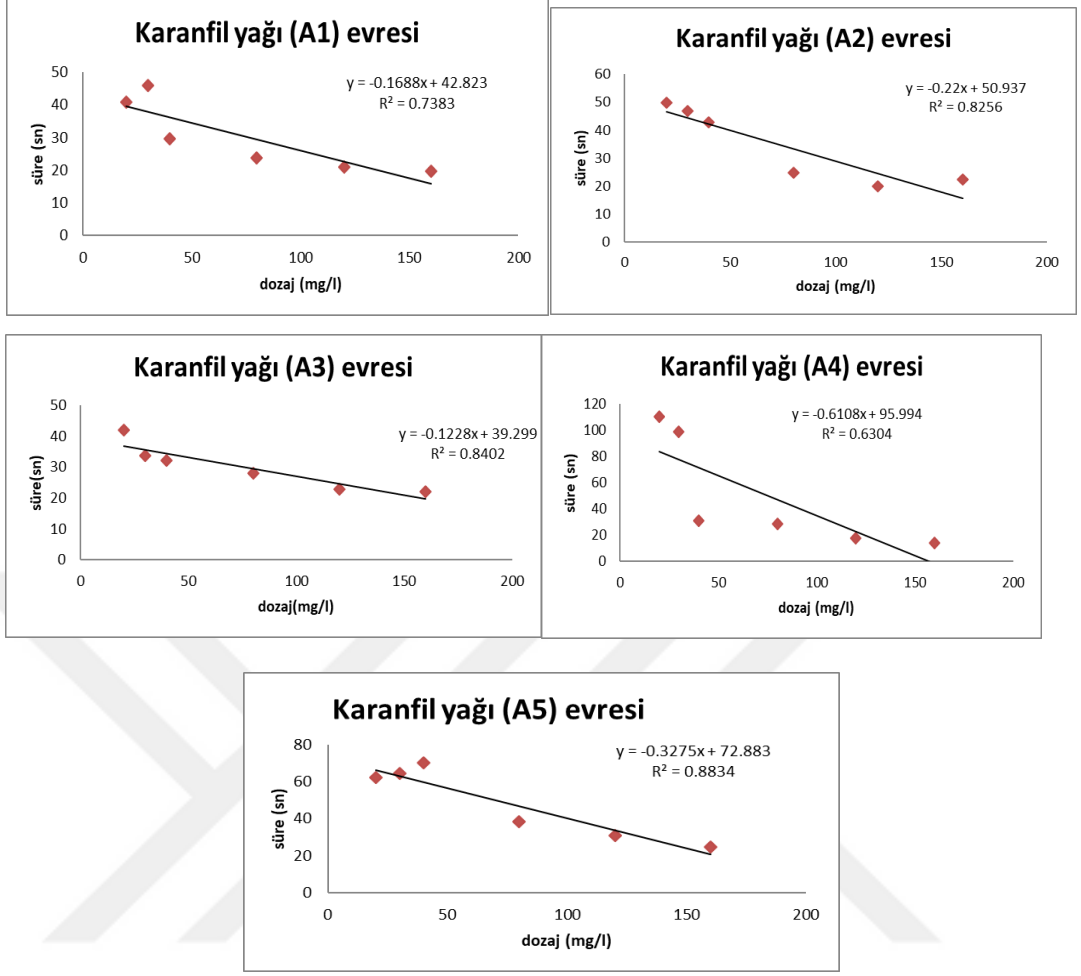 Karanfil yağı (A1) evresi
y = -0.1688x + 42.823
R² = 0.7383
50
40
30
20
10
0
süre (sn)
0 50 100 150 200
dozaj (mg/l)
Karanfil yağı (A2) evresi
y = -0.22x + 50.937
R² = 0.8256
60
50
40
30
20
10
0
süre (sn)
0 50 100 150 200
dozaj (mg/l)
Karanfil yağı (A3) evresi
y = -0.1228x + 39.299
R² = 0.8402
50
40
30
20
10
0
süre(sn)
0 50 100 150 200
dozaj(mg/l)
Karanfil yağı (A4) evresi
y = -0.6108x + 95.994
R² = 0.6304
120
100
80
60
40
20
0
süre (sn)
0 50 100 150 200
dozaj (mg/l)
Karanfil yağı (A5) evresi
y = -0.3275x + 72.883
R² = 0.8834
80
60
40
20
0
süre (sn)
0 50 100 150 200
dozaj (mg/l)